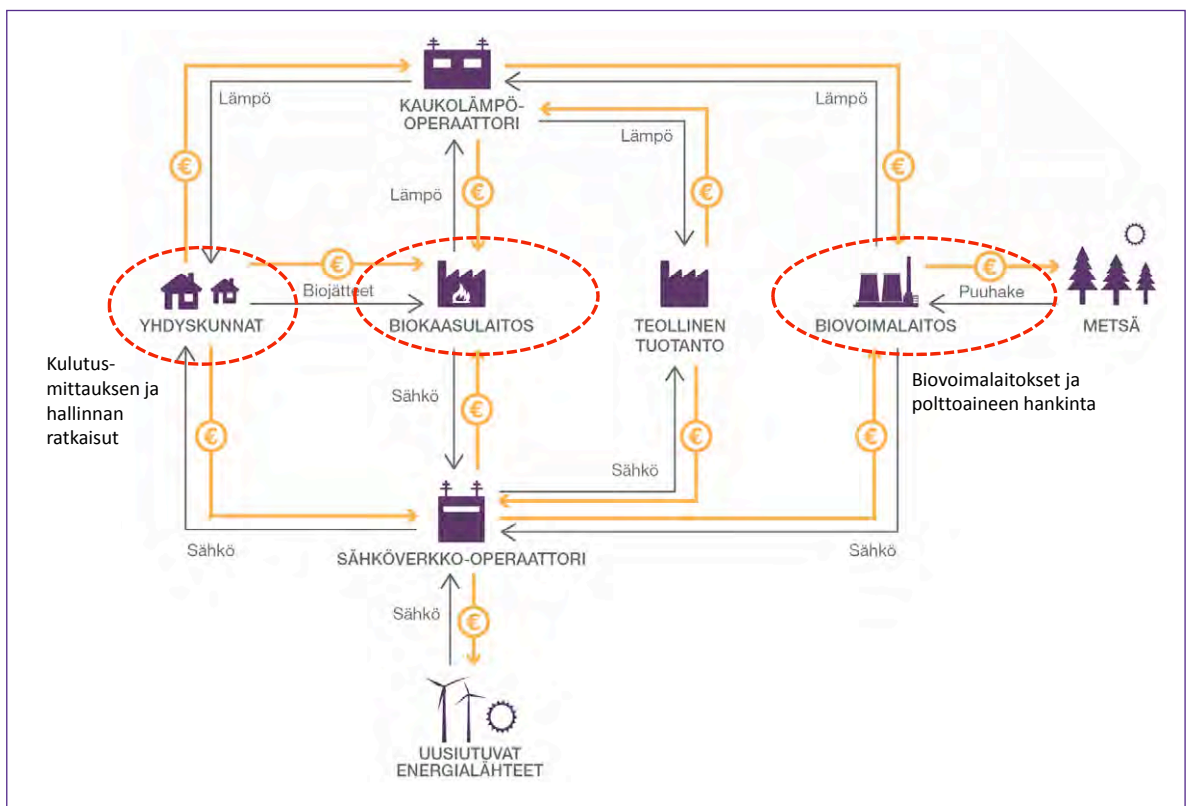 KAUKOLÄMPÖ-
OPERAATTORI
Lämpö
Lämpö
Lämpö
Lämpö
€
€
€
YHDYSKUNNAT
€
Biojätteet
BIOKAASULAITOS
TEOLLINEN
TUOTANTO
BIOVOIMALAITOS
€
Puuhake
METSÄ
Kulutus-
mittauksen ja
hallinnan
ratkaisut
Biovoimalaitokset ja
polttoaineen hankinta
Sähkö
€
€
€
€
Sähkö
Sähkö
Sähkö
SÄHKÖVERKKO-OPERAATTORI
Sähkö
€
UUSIUTUVAT
ENERGIALÄHTEET